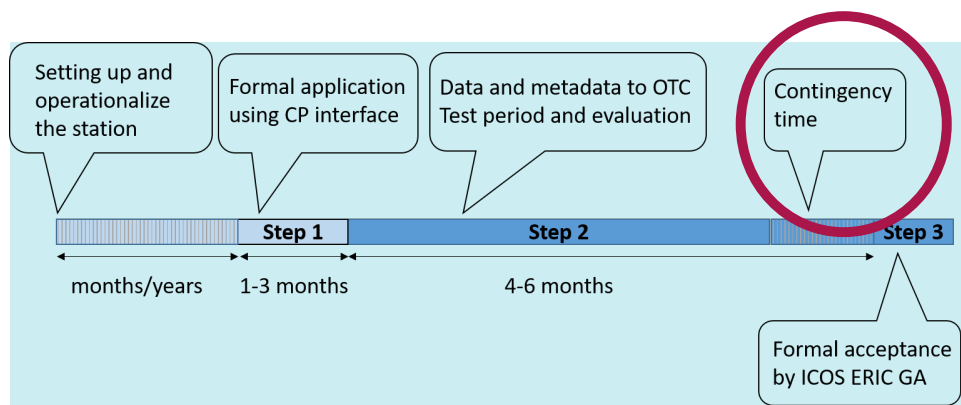 Setting up and
operationalize
the station
Formal application
using CP interface
Data and metadata to OTC
Test period and evaluation
Contingency
time
Step 1
Step 2
Step 3
months/years
1-3 months
4-6 months
Formal acceptance
by ICOS ERIC GA